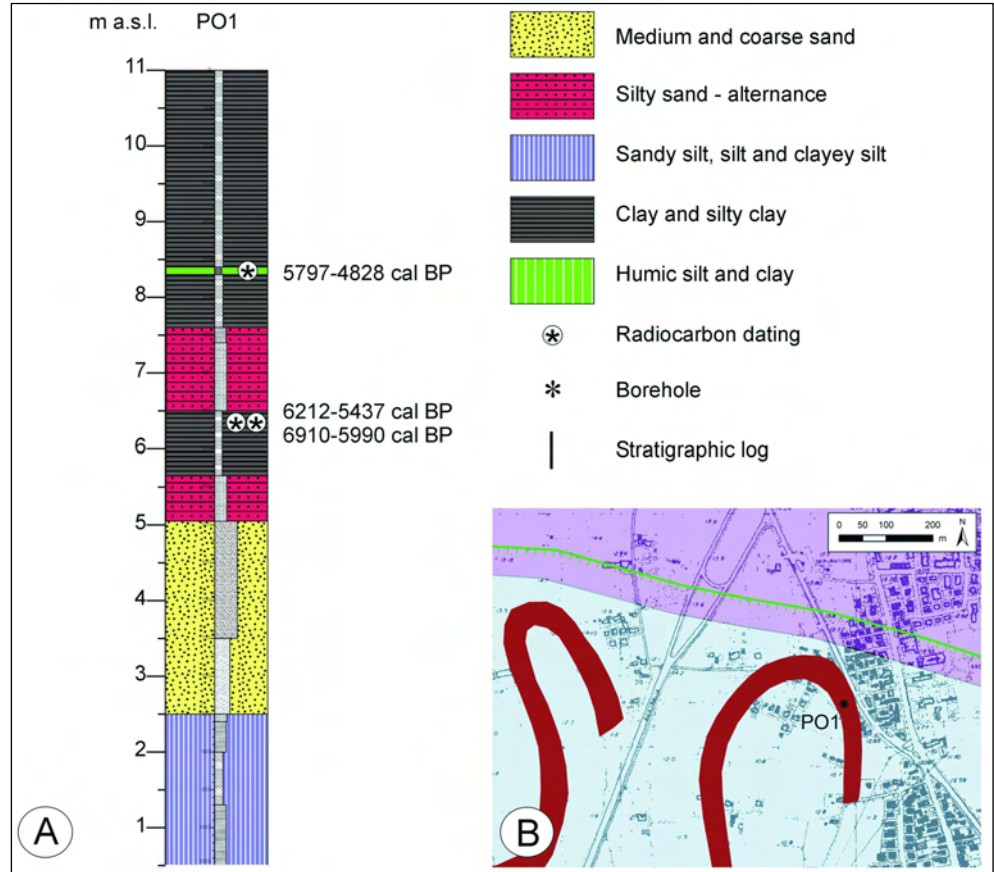 m a.s.l. PO1
11
10
9
8
7
6
5
4
3
2
1
5797-4828 cal BP
6212-5437 cal BP
6910-5990 cal BP
A
Medium and coarse sand
Silty sand - alternance
Sandy silt, silt and clayey silt
Clay and silty clay
Humic silt and clay
Radiocarbon dating
Borehole
Stratigraphic log
0 50 100 200 N
m
PO1
B